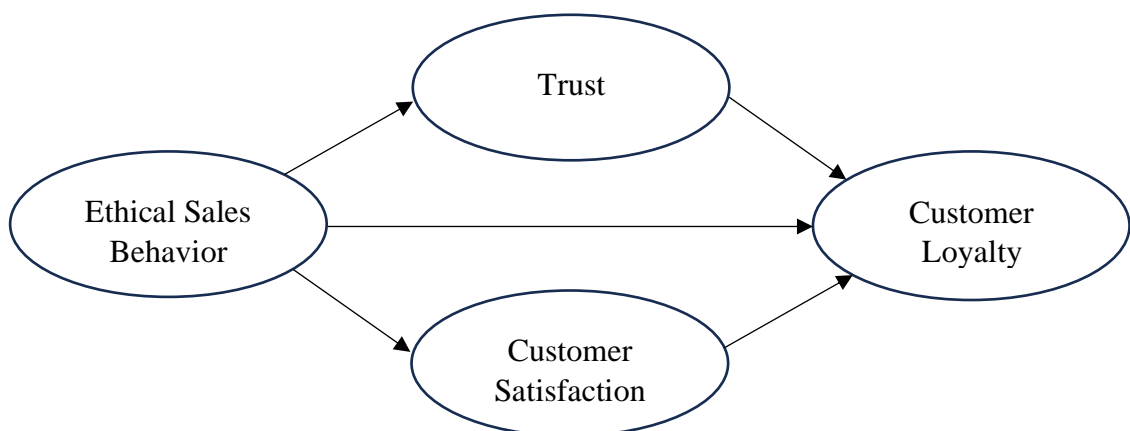 Trust
Ethical Sales
Behavior
Customer
Loyalty
Customer
Satisfaction